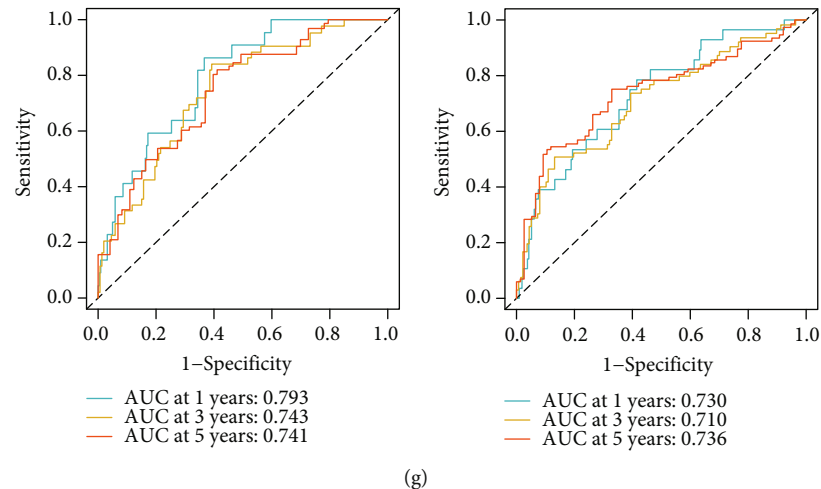 Sensitivity
1.0
0.8
0.6
0.4
0.2
0.0
0.0 0.2 0.4 0.6 0.8 1.0
1−Specificity
AUC at 1 years: 0.793
AUC at 3 years: 0.743
AUC at 5 years: 0.741
Sensitivity
1.0
0.8
0.6
0.4
0.2
0.0
0.0 0.2 0.4 0.6 0.8 1.0
1−Specificity
AUC at 1 years: 0.730
AUC at 3 years: 0.710
AUC at 5 years: 0.736
(g)